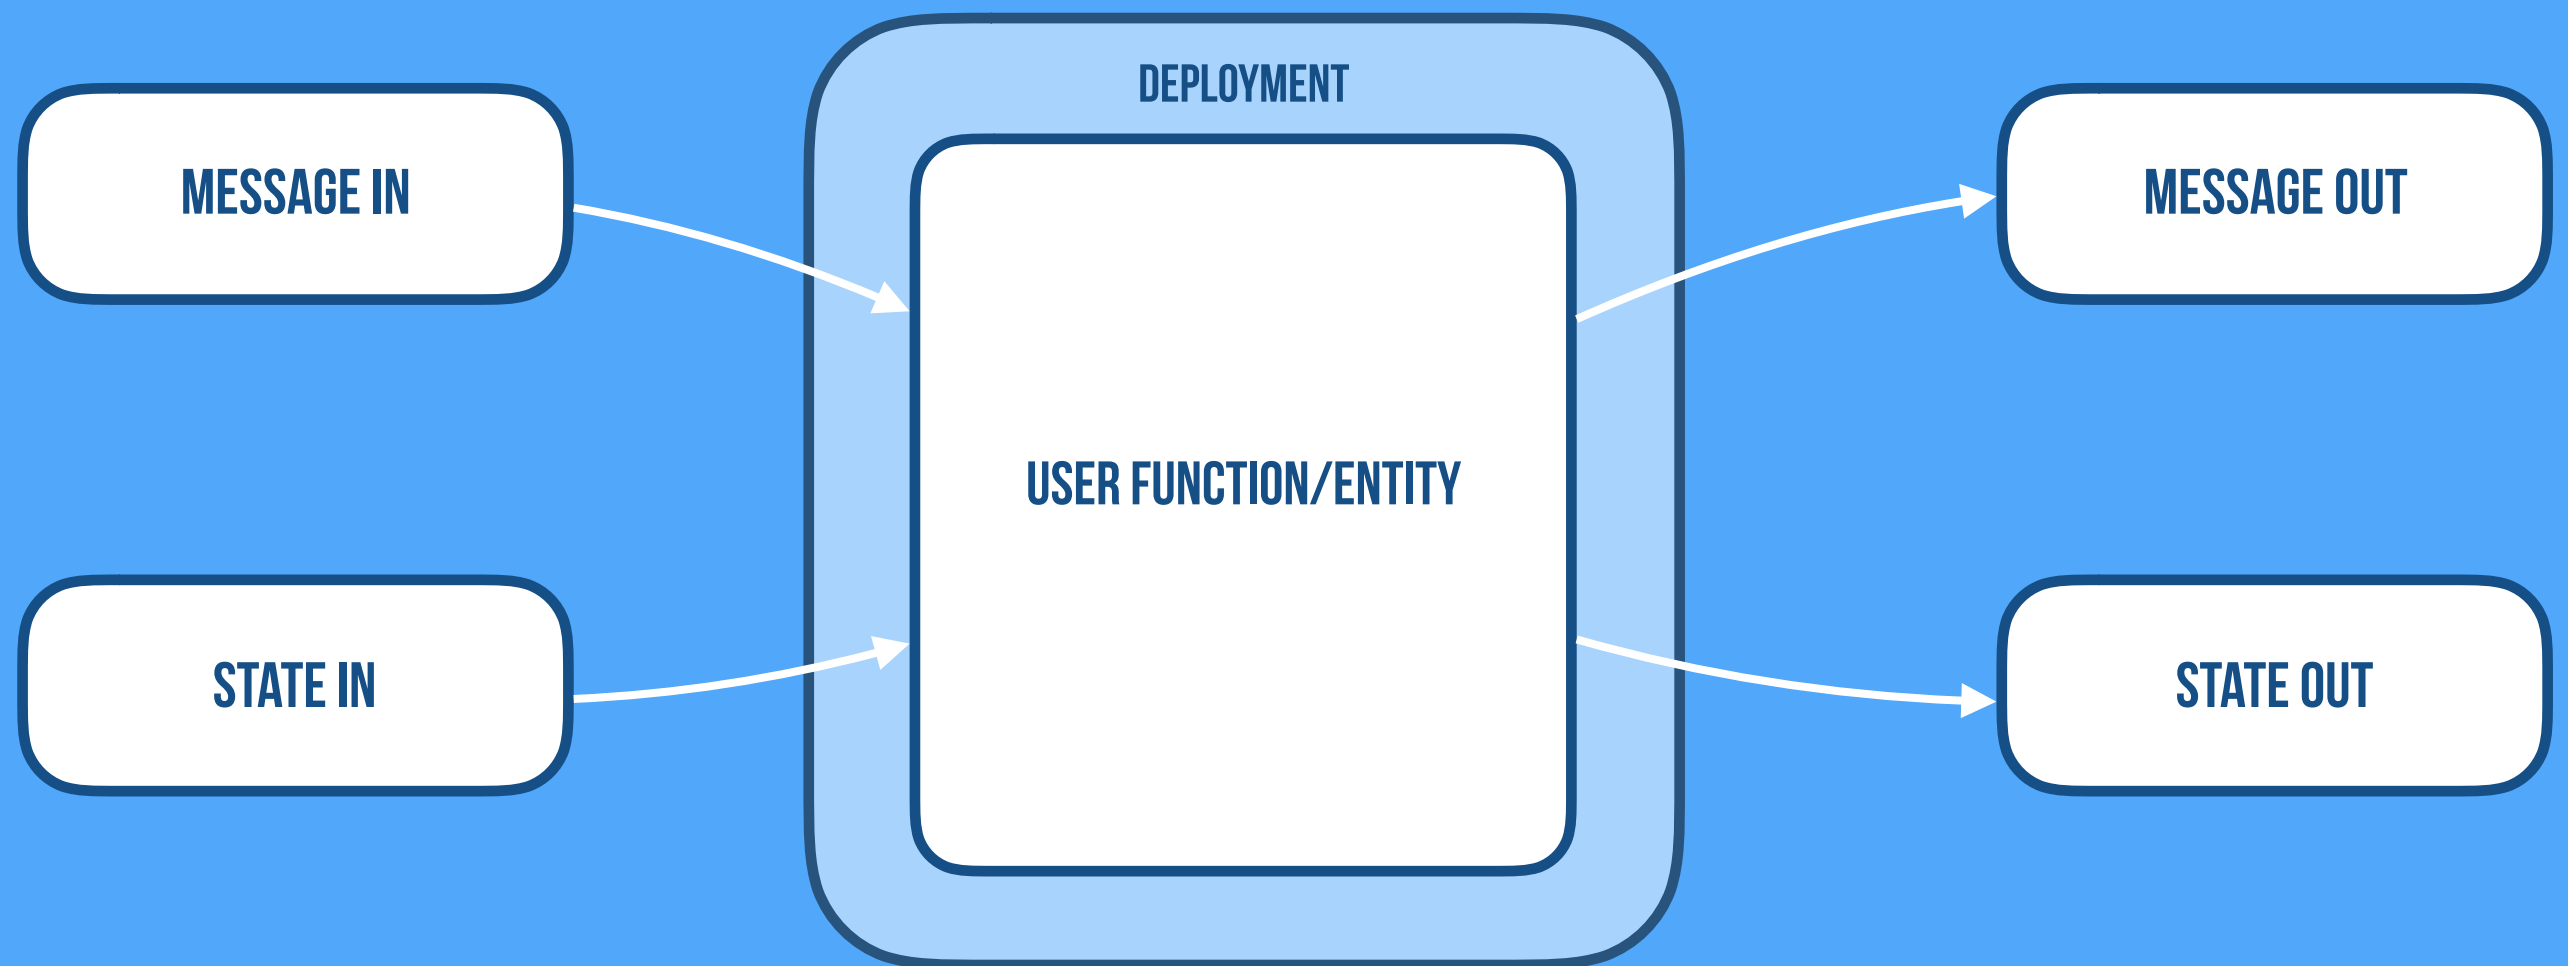 DEPLOYMENT
MESSAGE IN
MESSAGE OUT
USER FUNCTION/ENTITY
STATE IN
STATE OUT